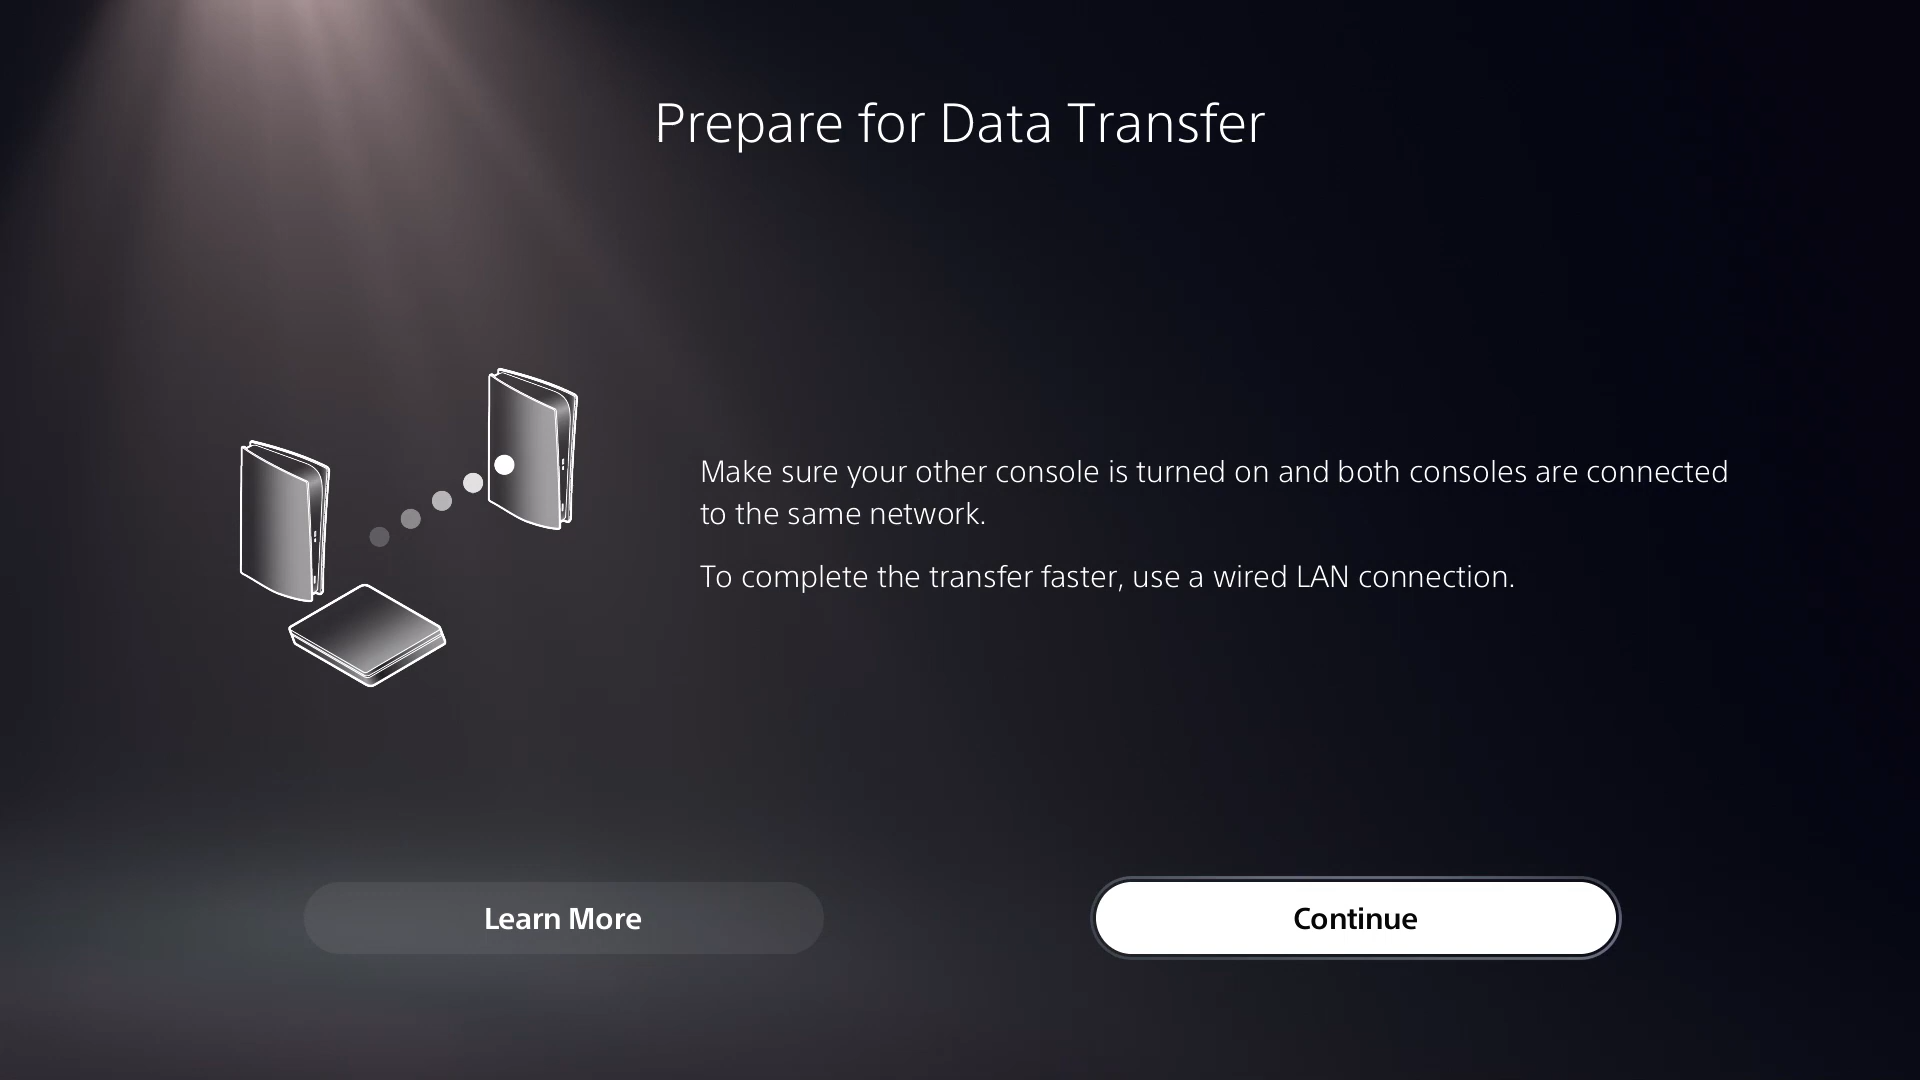 Prepare for Data Transfer
Make sure your other console is turned on and both consoles are connected
to the same network.
To complete the transfer faster, use a wired LAN connection.
Learn More
Continue